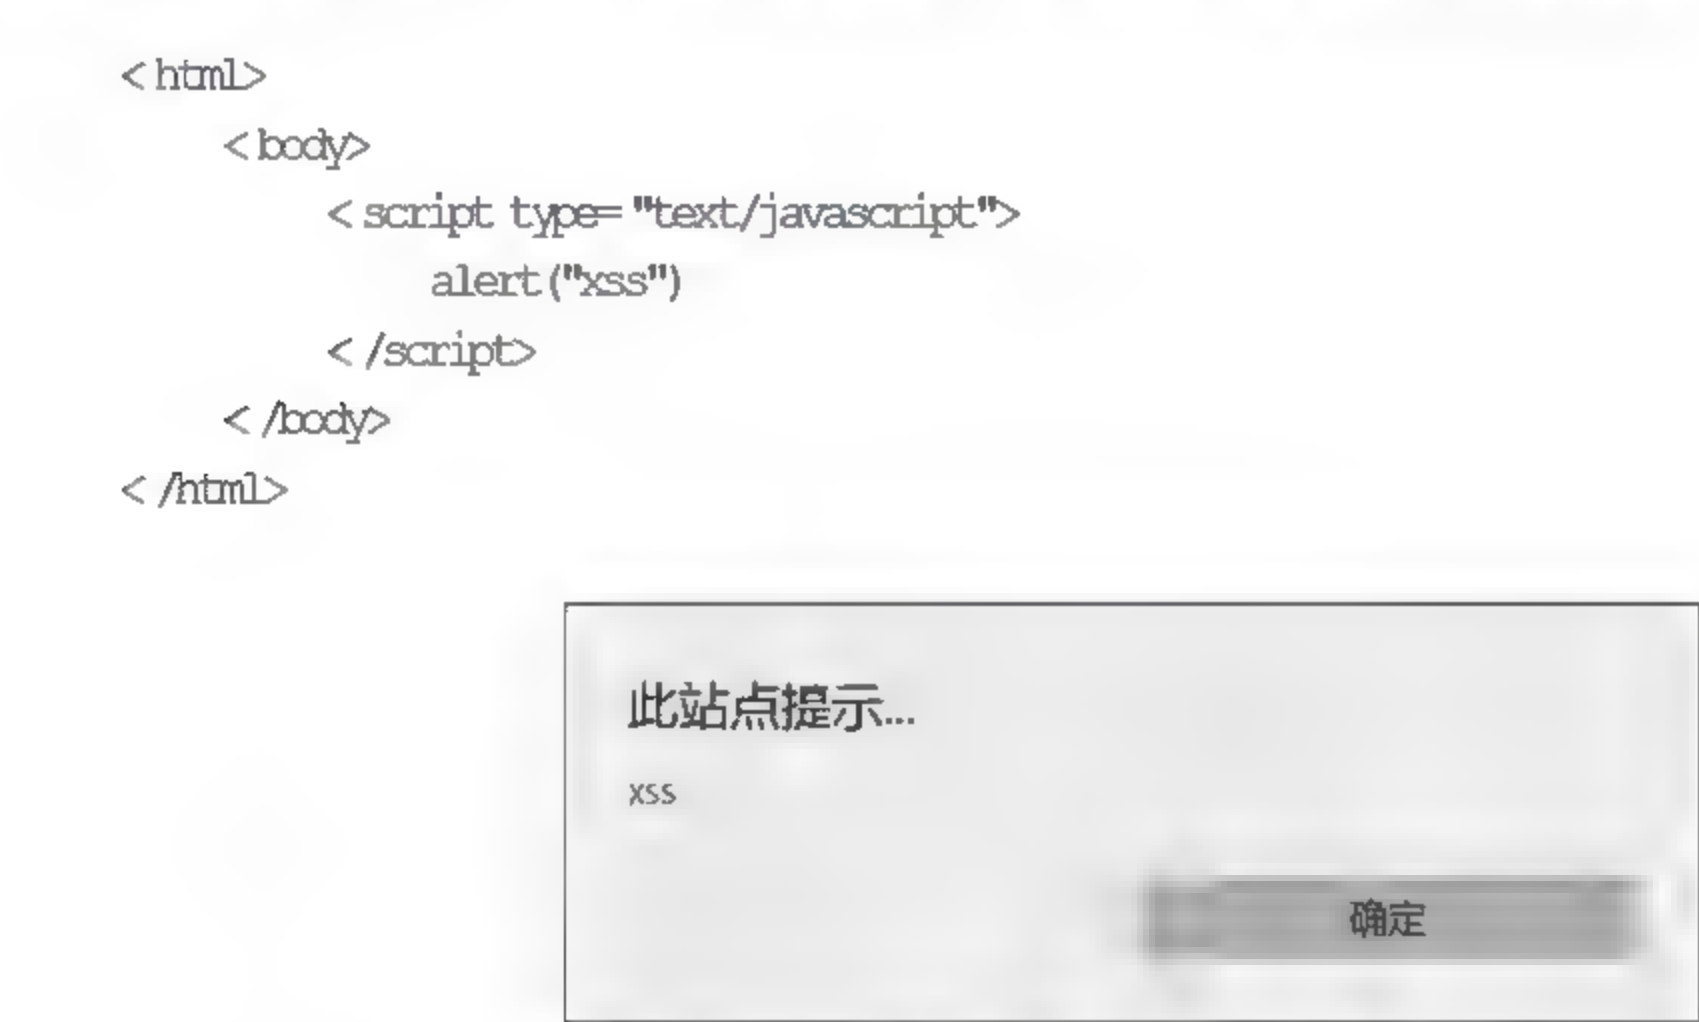 <html>
<body>
<script type="text/javascript">
alert("xss")
</script>
</body>
</html>
此站点提示...
xss
确定